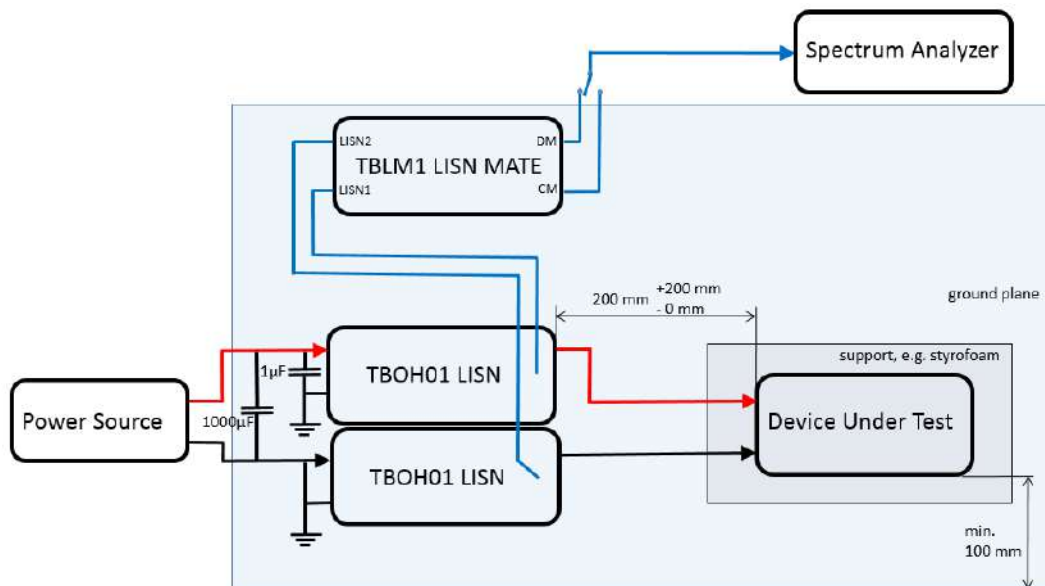 Spectrum Analyzer
LISN2
DM
TBLM1 LISN MATE
LISN1
CM
200 mm +200 mm
- 0 mm
ground plane
support, e.g. styrofoam
1µF
TBOH01 LISN
Power Source
1000µF
Device Under Test
TBOH01 LISN
min.
100 mm